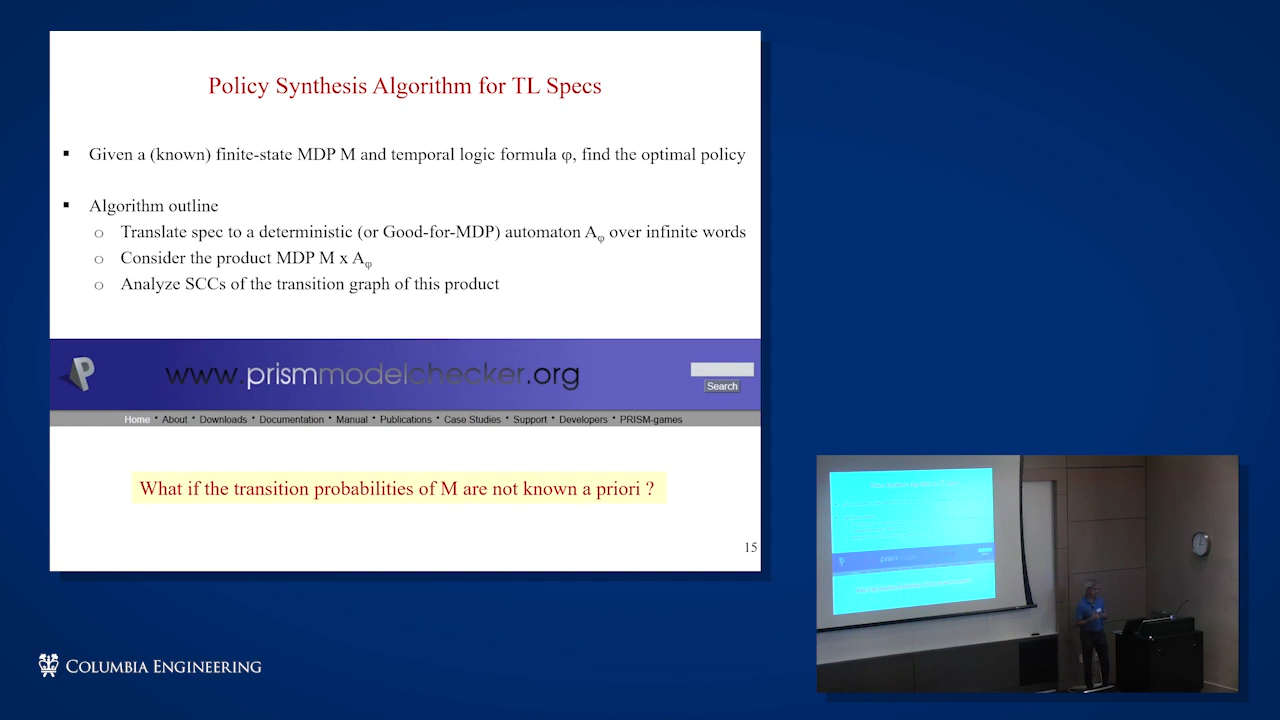 Policy Synthesis Algorithm for TL Specs
▪ Given a (known) finite-state MDP M and temporal logic formula φ, find the optimal policy
▪ Algorithm outline
o Translate spec to a deterministic (or Good-for-MDP) automaton Aφ over infinite words
o Consider the product MDP M x Aφ
o Analyze SCCs of the transition graph of this product
www.prismmodelchecker.org
Search
Home • About • Downloads • Documentation • Manual • Publications • Case Studies • Support • Developers • PRISM-games
What if the transition probabilities of M are not known a priori ?
15
COLUMBIA ENGINEERING